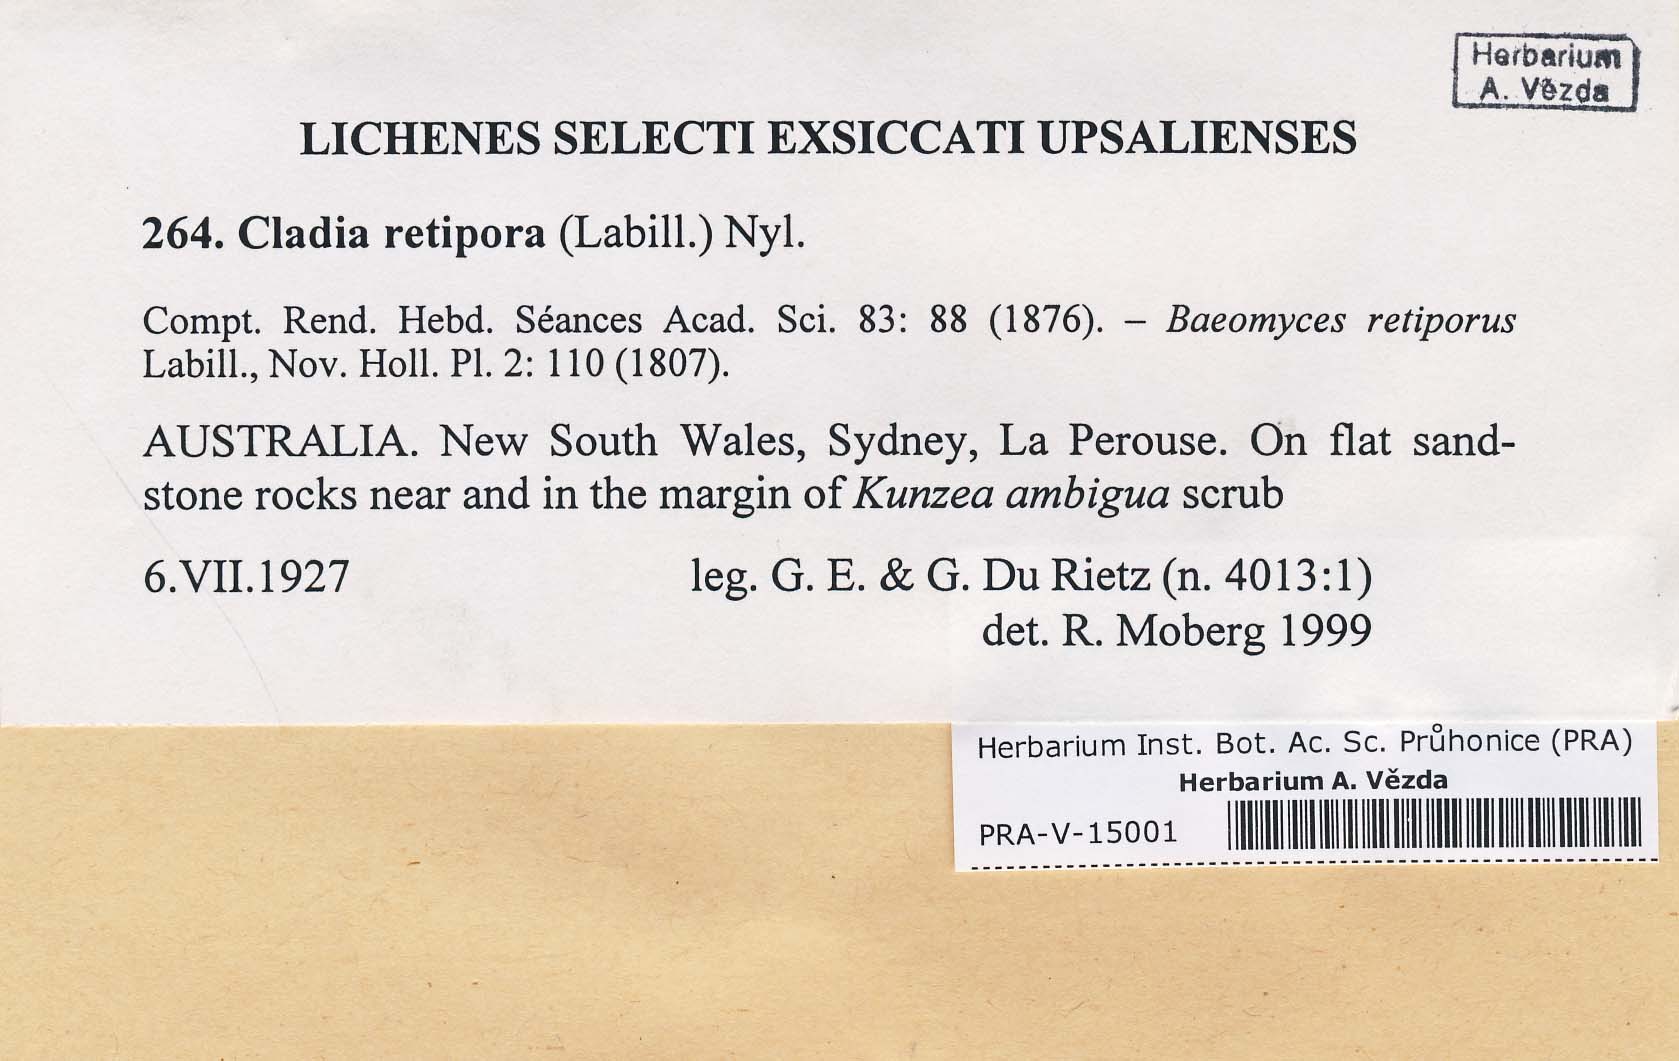 Herbarium
A. Vězda
LICHENES SELECTI EXSICCATI UPSALIENSES
264. Cladia retipora (Labill.) Nyl.
Compt. Rend. Hebd. Séances Acad. Sci. 83: 88 (1876). – Baeomyces retiporus
Labill., Nov. Holl. Pl. 2: 110 (1807).
AUSTRALIA. New South Wales, Sydney, La Perouse. On flat sand-
stone rocks near and in the margin of Kunzea ambigua scrub
6.VII.1927 leg. G. E. & G. Du Rietz (n. 4013:1)
det. R. Moberg 1999
Herbarium Inst. Bot. Ac. Sc. Průhonice (PRA)
Herbarium A. Vězda
PRA-V-15001